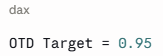 dax
OTD Target = 0.95